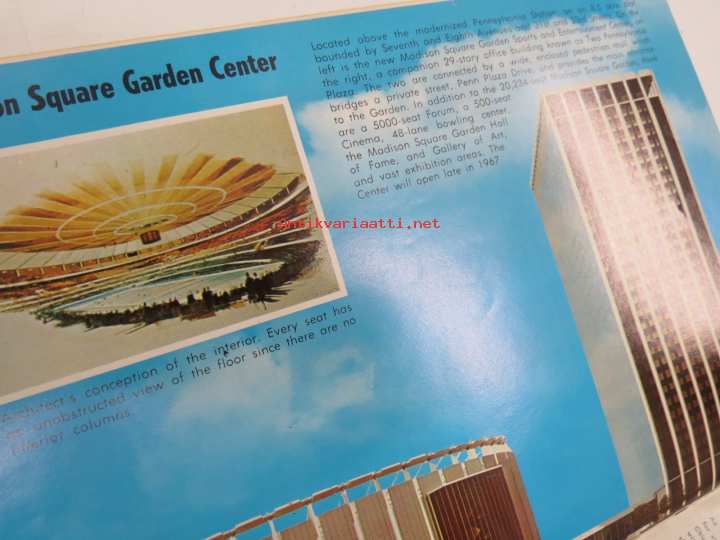 on Square Garden Center
Located above the modernized Pennsylvania Station
bounded by Seventh and Eighth Avenues,
left is the new Madison Square Garden Sports and Entertainment Center; on
the right, a companion 29-story office building known as Two Pennsylvania
Plaza. The two are connected by a wide, enclosed pedestrian mall which
bridges a private street, Penn Plaza Drive, and provides the main entrance
to the Garden. In addition to the 20,234 seat Madison Square Garden, there
are a 5000-seat Forum, a 500-seat
Cinema, 48-lane bowling center,
the Madison Square Garden Hall
of Fame, and Gallery of Art,
and vast exhibition areas. The
Center will open late in 1967
antikvariaatti.net
Architect's conception of the interior. Every seat has
an unobstructed view of the floor since there are no
interior columns.